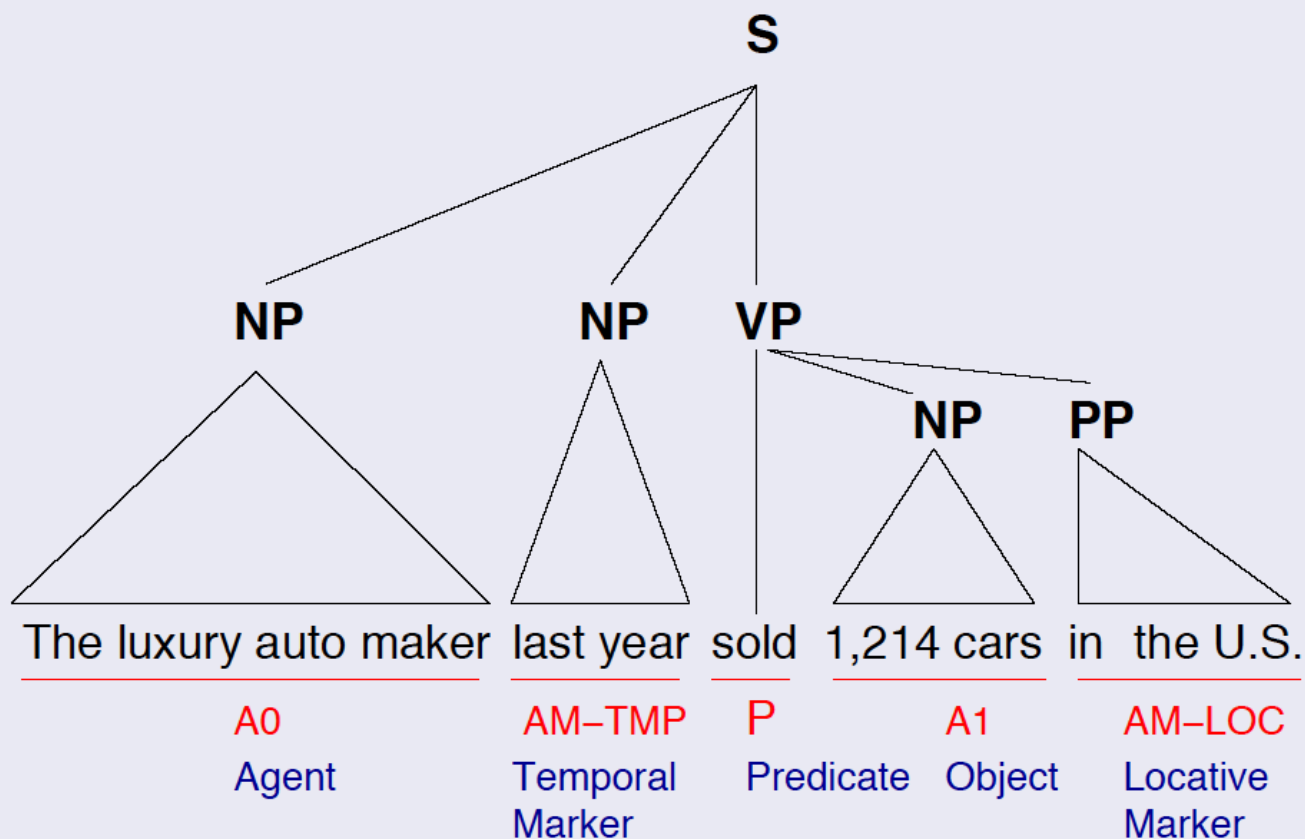 S
NP NP VP
NP PP
The luxury auto maker last year sold 1,214 cars in the U.S.
A0 AM–TMP P A1 AM–LOC
Agent Temporal Predicate Object Locative
Marker Marker